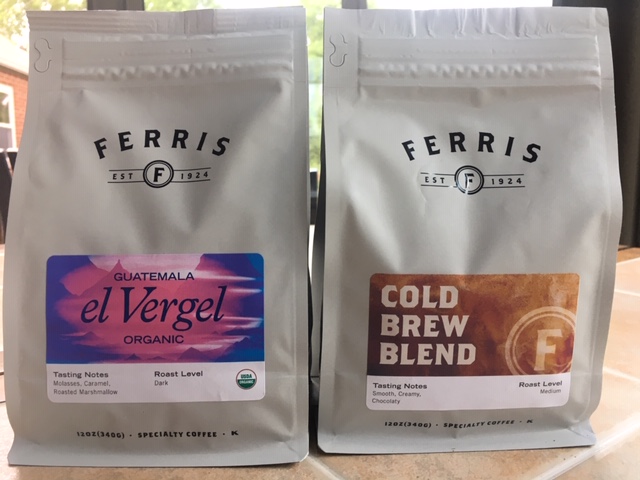 FERRIS
EST F 1924
GUATEMALA
el Vergel
ORGANIC
Tasting Notes
Molasses, Caramel,
Roasted Marshmallow
Roast Level
Dark
USDA
ORGANIC
12OZ(340G) · SPECIALTY COFFEE · K
FERRIS
EST F 1924
COLD
BREW
BLEND
F
Tasting Notes
Smooth, Creamy,
Chocolaty
Roast Level
Medium
12OZ(340G) · SPECIALTY COFFEE · K